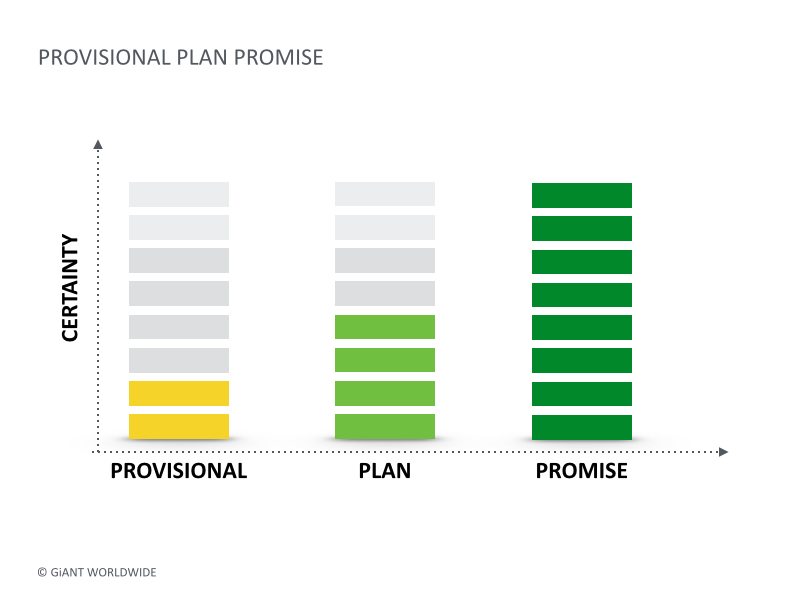 PROVISIONAL PLAN PROMISE
CERTAINTY
PROVISIONAL
PLAN
PROMISE
© GiANT WORLDWIDE